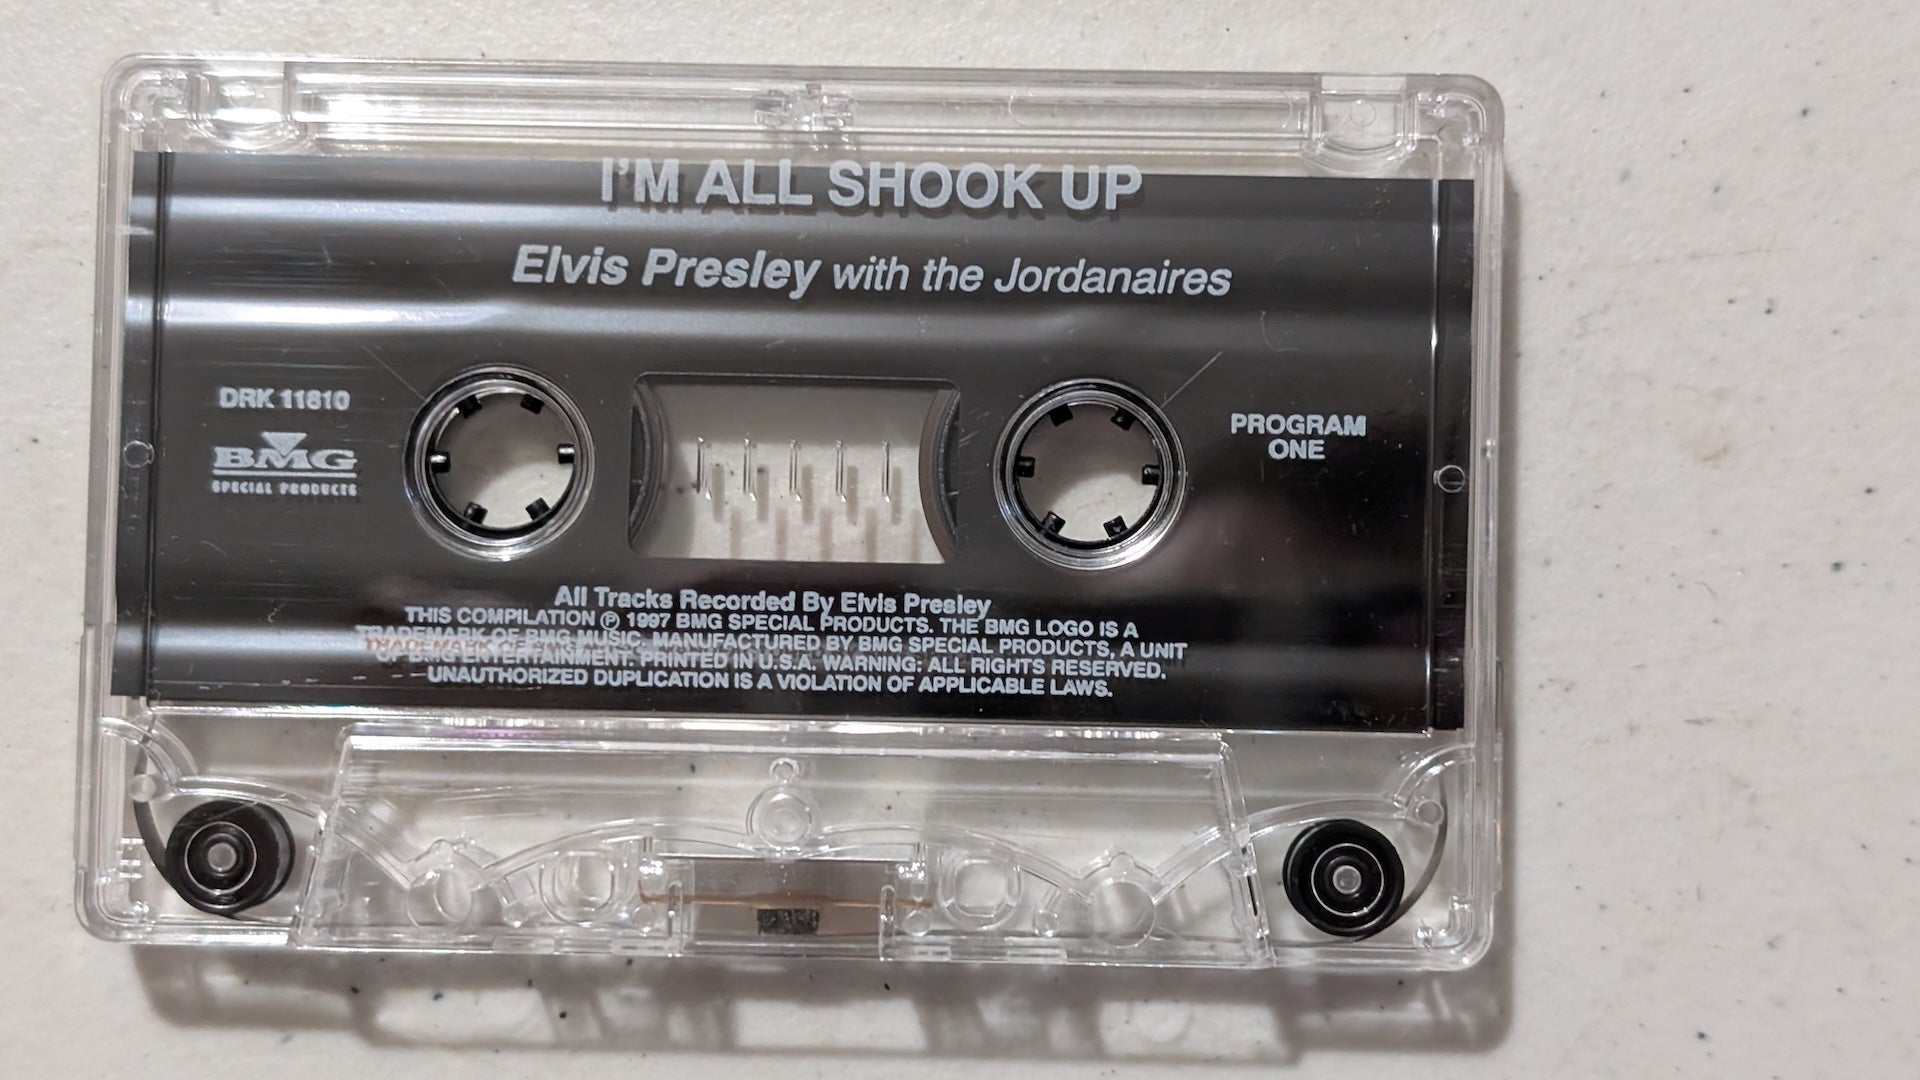 I'M ALL SHOOK UP
Elvis Presley with the Jordanaires
DRK 11810
BMG
SPECIAL PRODUCTS
PROGRAM
ONE
All Tracks Recorded By Elvis Presley
THIS COMPILATION ℗ 1997 BMG SPECIAL PRODUCTS. THE BMG LOGO IS A
TRADEMARK OF BMG MUSIC. MANUFACTURED BY BMG SPECIAL PRODUCTS, A UNIT
OF BMG ENTERTAINMENT. PRINTED IN U.S.A. WARNING: ALL RIGHTS RESERVED.
UNAUTHORIZED DUPLICATION IS A VIOLATION OF APPLICABLE LAWS.